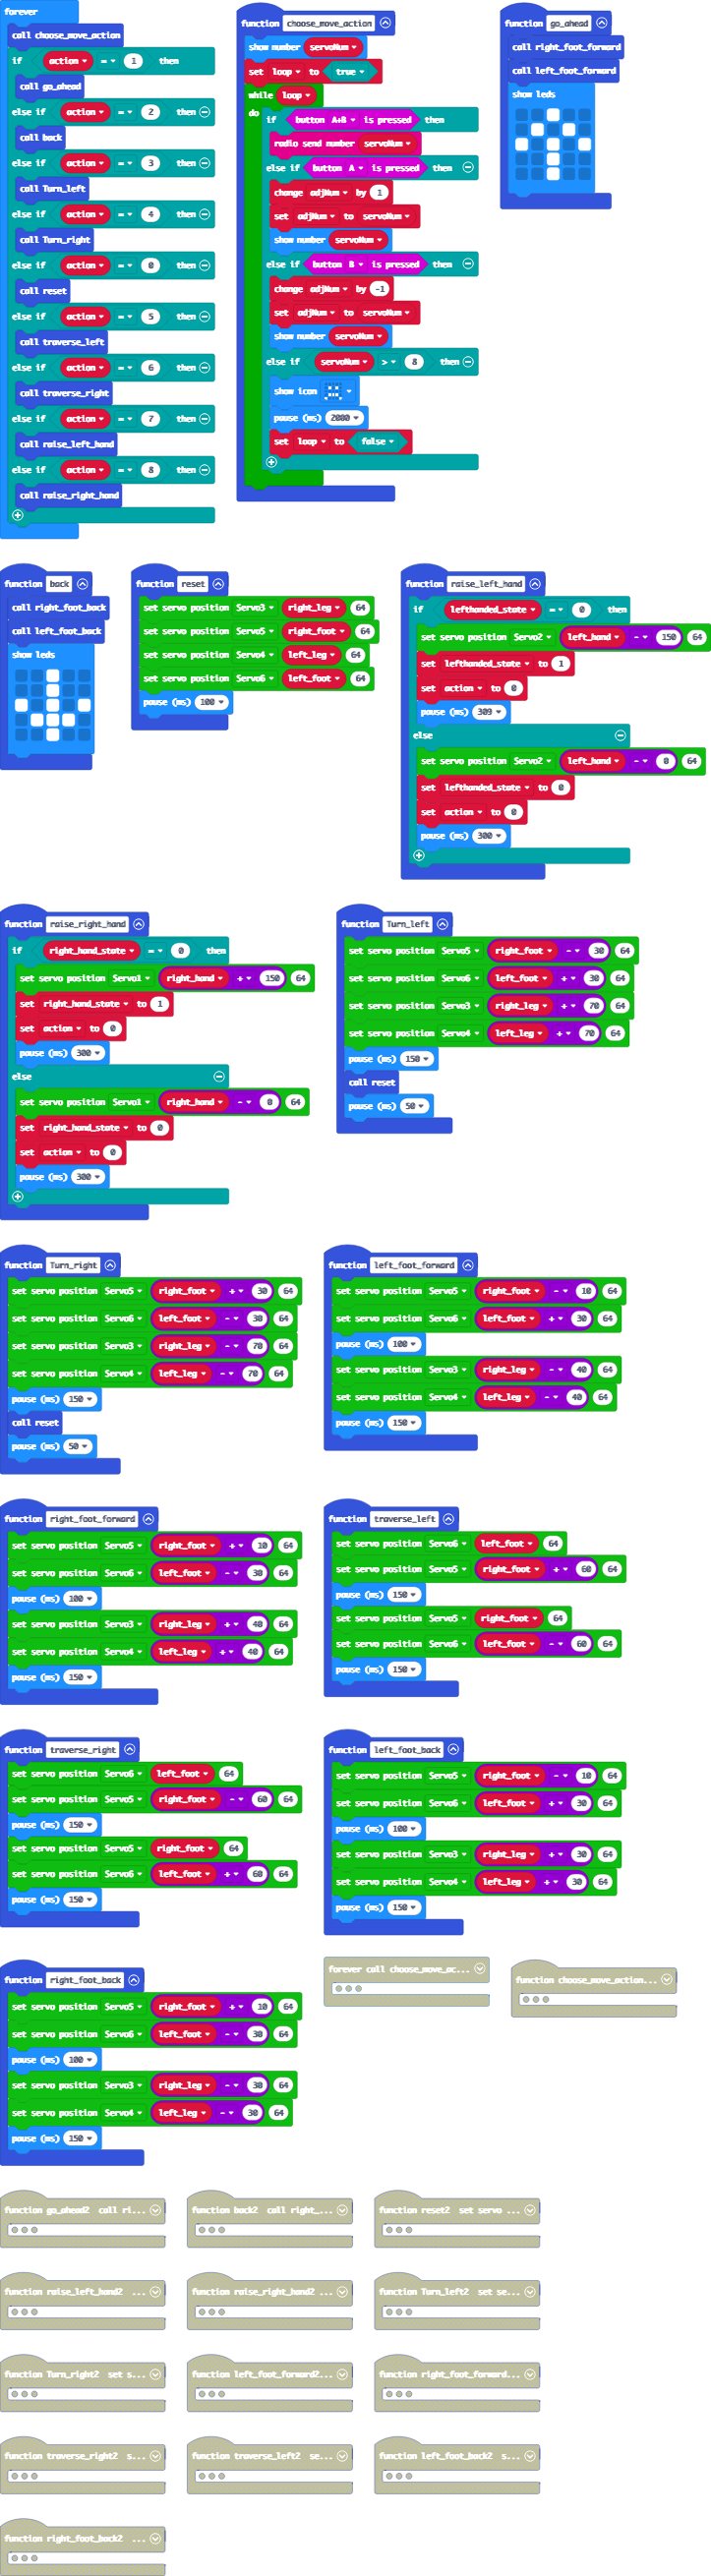 forever
call choose_move_action
if action = 1 then
call go_ahead
else if action = 2 then
call back
else if action = 3 then
call Turn_left
else if action = 4 then
call Turn_right
else if action = 0 then
call reset
else if action = 5 then
call traverse_left
else if action = 6 then
call traverse_right
else if action = 7 then
call raise_left_hand
else if action = 8 then
call raise_right_hand
function choose_move_action
show number servoNum
set loop to true
while loop
do if button A+B is pressed then
radio send number servoNum
else if button A is pressed then
change adjNum by 1
set adjNum to servoNum
show number servoNum
else if button B is pressed then
change adjNum by -1
set adjNum to servoNum
show number servoNum
else if servoNum > 8 then
show icon
pause (ms) 2000
set loop to false
function go_ahead
call right_foot_forward
call left_foot_forward
show leds
function back
call right_foot_back
call left_foot_back
show leds
function reset
set servo position Servo3 right_leg 64
set servo position Servo5 right_foot 64
set servo position Servo4 left_leg 64
set servo position Servo6 left_foot 64
pause (ms) 100
function raise_left_hand
if lefthanded_state = 0 then
set servo position Servo2 left_hand - 150 64
set lefthanded_state to 1
set action to 0
pause (ms) 309
else
set servo position Servo2 left_hand - 8 64
set lefthanded_state to 0
set action to 0
pause (ms) 300
function raise_right_hand
if right_hand_state = 0 then
set servo position Servo1 right_hand + 150 64
set right_hand_state to 1
set action to 0
pause (ms) 300
else
set servo position Servo1 right_hand - 8 64
set right_hand_state to 0
set action to 0
pause (ms) 300
function Turn_left
set servo position Servo5 right_foot - 30 64
set servo position Servo6 left_foot + 30 64
set servo position Servo3 right_leg + 70 64
set servo position Servo4 left_leg + 70 64
pause (ms) 150
call reset
pause (ms) 50
function Turn_right
set servo position Servo5 right_foot + 30 64
set servo position Servo6 left_foot - 30 64
set servo position Servo3 right_leg - 70 64
set servo position Servo4 left_leg - 70 64
pause (ms) 150
call reset
pause (ms) 50
function left_foot_forward
set servo position Servo5 right_foot - 10 64
set servo position Servo6 left_foot + 30 64
pause (ms) 100
set servo position Servo3 right_leg - 40 64
set servo position Servo4 left_leg - 40 64
pause (ms) 150
function right_foot_forward
set servo position Servo5 right_foot + 10 64
set servo position Servo6 left_foot - 30 64
pause (ms) 100
set servo position Servo3 right_leg + 40 64
set servo position Servo4 left_leg + 40 64
pause (ms) 150
function traverse_left
set servo position Servo6 left_foot 64
set servo position Servo5 right_foot + 60 64
pause (ms) 150
set servo position Servo5 right_foot 64
set servo position Servo6 left_foot - 60 64
pause (ms) 150
function traverse_right
set servo position Servo6 left_foot 64
set servo position Servo5 right_foot - 60 64
pause (ms) 150
set servo position Servo5 right_foot 64
set servo position Servo6 left_foot + 60 64
pause (ms) 150
function left_foot_back
set servo position Servo5 right_foot - 10 64
set servo position Servo6 left_foot + 30 64
pause (ms) 100
set servo position Servo3 right_leg + 30 64
set servo position Servo4 left_leg + 30 64
pause (ms) 150
function right_foot_back
set servo position Servo5 right_foot + 10 64
set servo position Servo6 left_foot - 30 64
pause (ms) 100
set servo position Servo3 right_leg - 30 64
set servo position Servo4 left_leg - 30 64
pause (ms) 150
forever call choose_move_ac...
function choose_move_action...
function go_ahead2 call ri...
function back2 call right_...
function reset2 set servo ...
function raise_left_hand2 ...
function raise_right_hand2 ...
function Turn_left2 set se...
function Turn_right2 set s...
function left_foot_forward2...
function right_foot_forward...
function traverse_right2 s...
function traverse_left2 se...
function left_foot_back2 s...
function right_foot_back2 ...